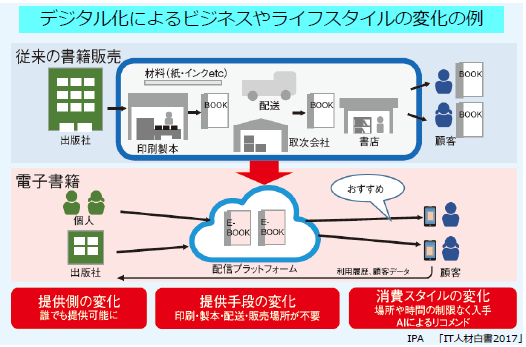 デジタル化によるビジネスやライフスタイルの変化の例
従来の書籍販売
材料(紙・インクetc)
BOOK
配送
BOOK
BOOK
BOOK
出版社
印刷製本
取次会社
書店
顧客
電子書籍
おすすめ
個人
E-
BOOK
E-
BOOK
出版社
配信プラットフォーム
利用履歴、顧客データ
顧客
提供側の変化
誰でも提供可能に
提供手段の変化
印刷・製本・配送・販売場所が不要
消費スタイルの変化
場所や時間の制限なく入手
AIによるリコメンド
IPA 「IT人材白書2017」